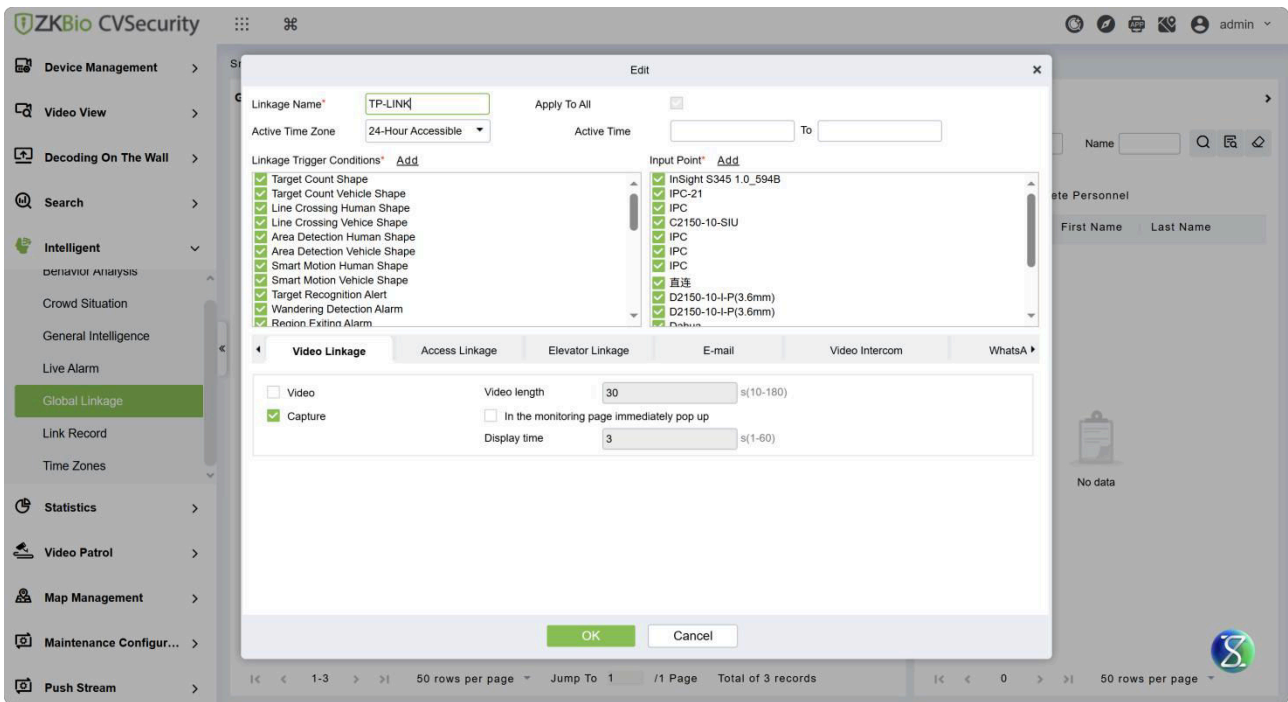 ZKBio CVSecurity
admin
Device Management
Video View
Decoding On The Wall
Search
Intelligent
Behavior Analysis
Crowd Situation
General Intelligence
Live Alarm
Global Linkage
Link Record
Time Zones
Statistics
Video Patrol
Map Management
Maintenance Configur...
Push Stream
Edit
Linkage Name* TP-LINK Apply To All
Active Time Zone 24-Hour Accessible Active Time To
Linkage Trigger Conditions* Add
Target Count Shape
Target Count Vehicle Shape
Line Crossing Human Shape
Line Crossing Vehice Shape
Area Detection Human Shape
Area Detection Vehicle Shape
Smart Motion Human Shape
Smart Motion Vehicle Shape
Target Recognition Alert
Wandering Detection Alarm
Region Exiting Alarm
Input Point* Add
InSight S345 1.0_594B
IPC-21
IPC
C2150-10-SIU
IPC
IPC
IPC
直连
D2150-10-I-P(3.6mm)
D2150-10-I-P(3.6mm)
Dahua
Video Linkage Access Linkage Elevator Linkage E-mail Video Intercom WhatsA
Video Video length 30 s(10-180)
Capture In the monitoring page immediately pop up
Display time 3 s(1-60)
OK Cancel
Name
ete Personnel
First Name Last Name
No data
1-3 50 rows per page Jump To 1 /1 Page Total of 3 records
0 50 rows per page